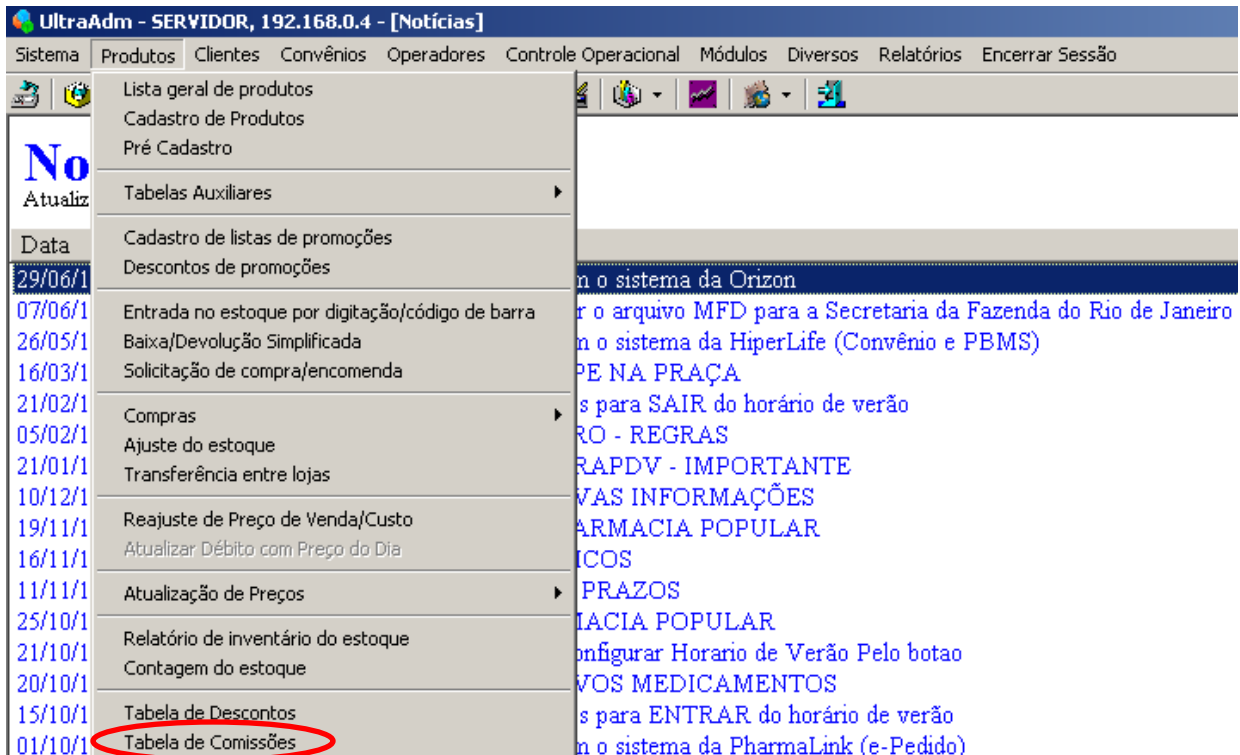 UltraAdm - SERVIDOR, 192.168.0.4 - [Notícias]
Sistema Produtos Clientes Convênios Operadores Controle Operacional Módulos Diversos Relatórios Encerrar Sessão
Lista geral de produtos
Cadastro de Produtos
Pré Cadastro
Tabelas Auxiliares
Cadastro de listas de promoções
Descontos de promoções
Entrada no estoque por digitação/código de barra
Baixa/Devolução Simplificada
Solicitação de compra/encomenda
Compras
Ajuste do estoque
Transferência entre lojas
Reajuste de Preço de Venda/Custo
Atualizar Débito com Preço do Dia
Atualização de Preços
Relatório de inventário do estoque
Contagem do estoque
Tabela de Descontos
Tabela de Comissões
No
Atualiz
Data
29/06/1 n o sistema da Orizon
07/06/1 r o arquivo MFD para a Secretaria da Fazenda do Rio de Janeiro
26/05/1 n o sistema da HiperLife (Convênio e PBMS)
16/03/1 PE NA PRAÇA
21/02/1 s para SAIR do horário de verão
05/02/1 RO - REGRAS
21/01/1 RAPDV - IMPORTANTE
10/12/1 VAS INFORMAÇÕES
19/11/1 ARMACIA POPULAR
16/11/1 ICOS
11/11/1 PRAZOS
25/10/1 IACIA POPULAR
21/10/1 onfigurar Horario de Verão Pelo botao
20/10/1 VOS MEDICAMENTOS
15/10/1 s para ENTRAR do horário de verão
01/10/1 n o sistema da PharmaLink (e-Pedido)